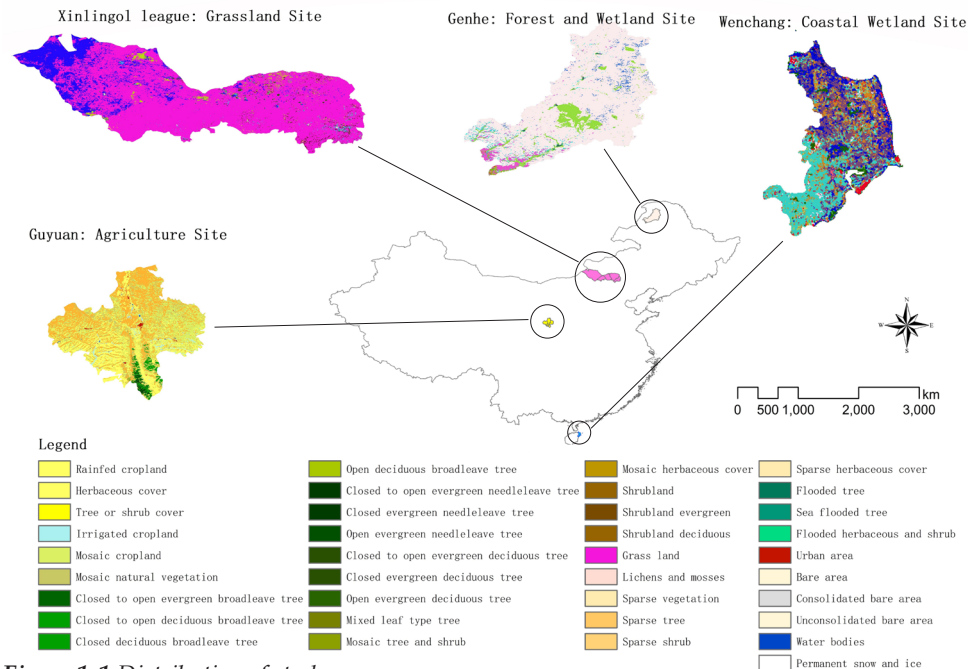 Xinlingol league: Grassland Site
Genhe: Forest and Wetland Site
Wenchang: Coastal Wetland Site
Guyuan: Agriculture Site
N
W E
S
km
0 500 1,000 2,000 3,000
Legend
Rainfed cropland
Herbaceous cover
Tree or shrub cover
Irrigated cropland
Mosaic cropland
Mosaic natural vegetation
Closed to open evergreen broadleave tree
Closed to open deciduous broadleave tree
Closed deciduous broadleave tree
Open deciduous broadleave tree
Closed to open evergreen needleleave tree
Closed evergreen needleleave tree
Open evergreen needleleave tree
Closed to open evergreen deciduous tree
Closed evergreen deciduous tree
Open evergreen deciduous tree
Mixed leaf type tree
Mosaic tree and shrub
Mosaic herbaceous cover
Shrubland
Shrubland evergreen
Shrubland deciduous
Grass land
Lichens and mosses
Sparse vegetation
Sparse tree
Sparse shrub
Sparse herbaceous cover
Flooded tree
Sea flooded tree
Flooded herbaceous and shrub
Urban area
Bare area
Consolidated bare area
Unconsolidated bare area
Water bodies
Permanent snow and ice